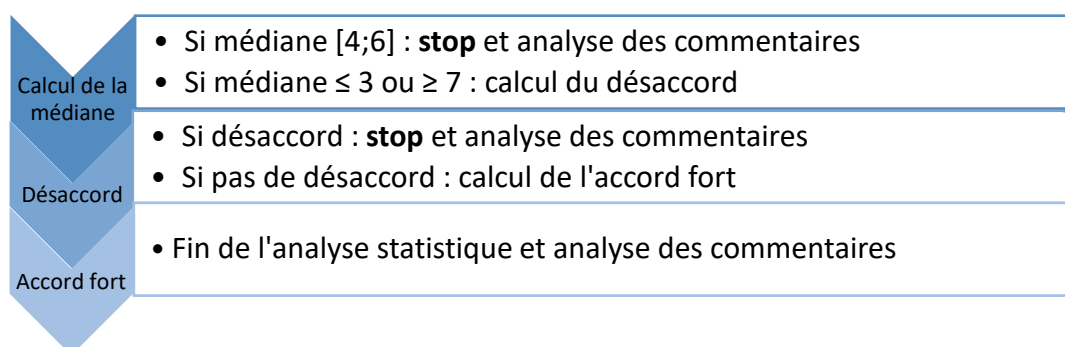 Calcul de la
médiane
• Si médiane [4;6] : stop et analyse des commentaires
• Si médiane ≤ 3 ou ≥ 7 : calcul du désaccord
Désaccord
• Si désaccord : stop et analyse des commentaires
• Si pas de désaccord : calcul de l'accord fort
Accord fort
• Fin de l'analyse statistique et analyse des commentaires